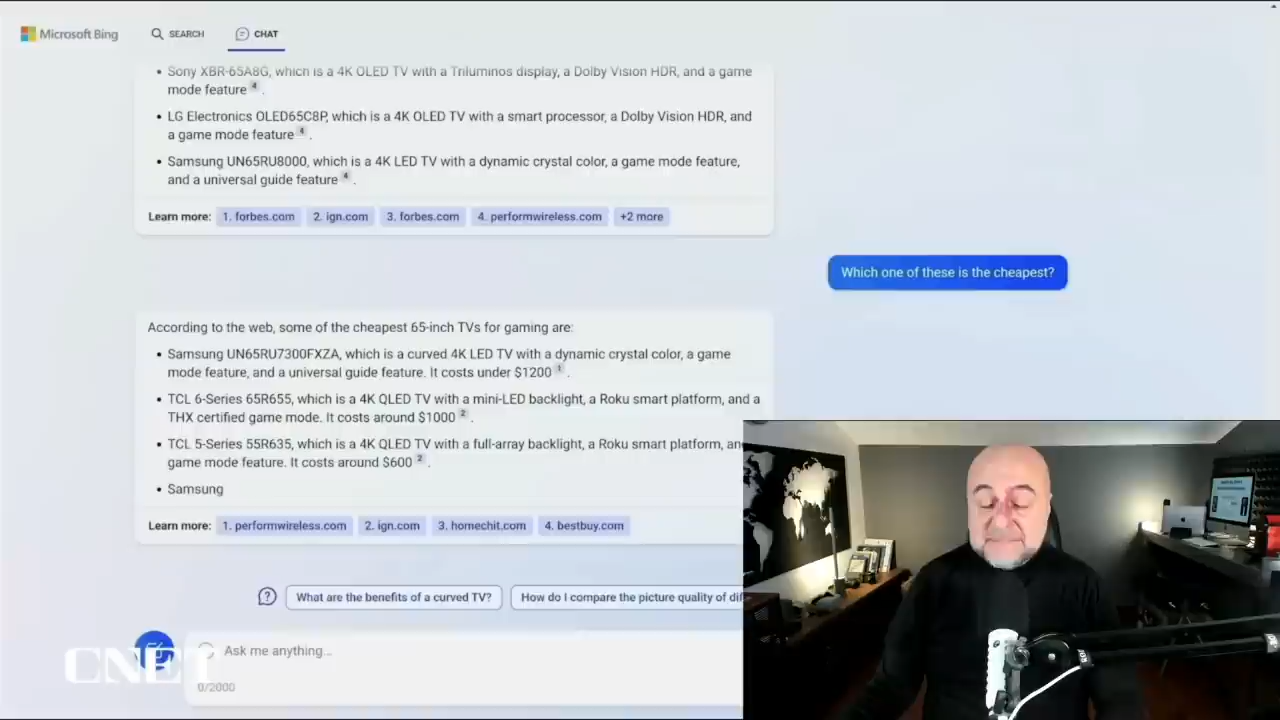 Microsoft Bing
SEARCH
CHAT
• Sony XBR-65A8G, which is a 4K OLED TV with a Triluminos display, a Dolby Vision HDR, and a game
mode feature 4 .
• LG Electronics OLED65C8P, which is a 4K OLED TV with a smart processor, a Dolby Vision HDR, and
a game mode feature 4 .
• Samsung UN65RU8000, which is a 4K LED TV with a dynamic crystal color, a game mode feature,
and a universal guide feature 4 .
Learn more: 1. forbes.com 2. ign.com 3. forbes.com 4. performwireless.com +2 more
Which one of these is the cheapest?
According to the web, some of the cheapest 65-inch TVs for gaming are:
• Samsung UN65RU7300FXZA, which is a curved 4K LED TV with a dynamic crystal color, a game
mode feature, and a universal guide feature. It costs under $1200 1 .
• TCL 6-Series 65R655, which is a 4K QLED TV with a mini-LED backlight, a Roku smart platform, and a
THX certified game mode. It costs around $1000 2 .
• TCL 5-Series 55R635, which is a 4K QLED TV with a full-array backlight, a Roku smart platform, and
game mode feature. It costs around $600 2 .
• Samsung
Learn more: 1. performwireless.com 2. ign.com 3. homechit.com 4. bestbuy.com
What are the benefits of a curved TV?
How do I compare the picture quality of
Ask me anything...
0/2000
CNET